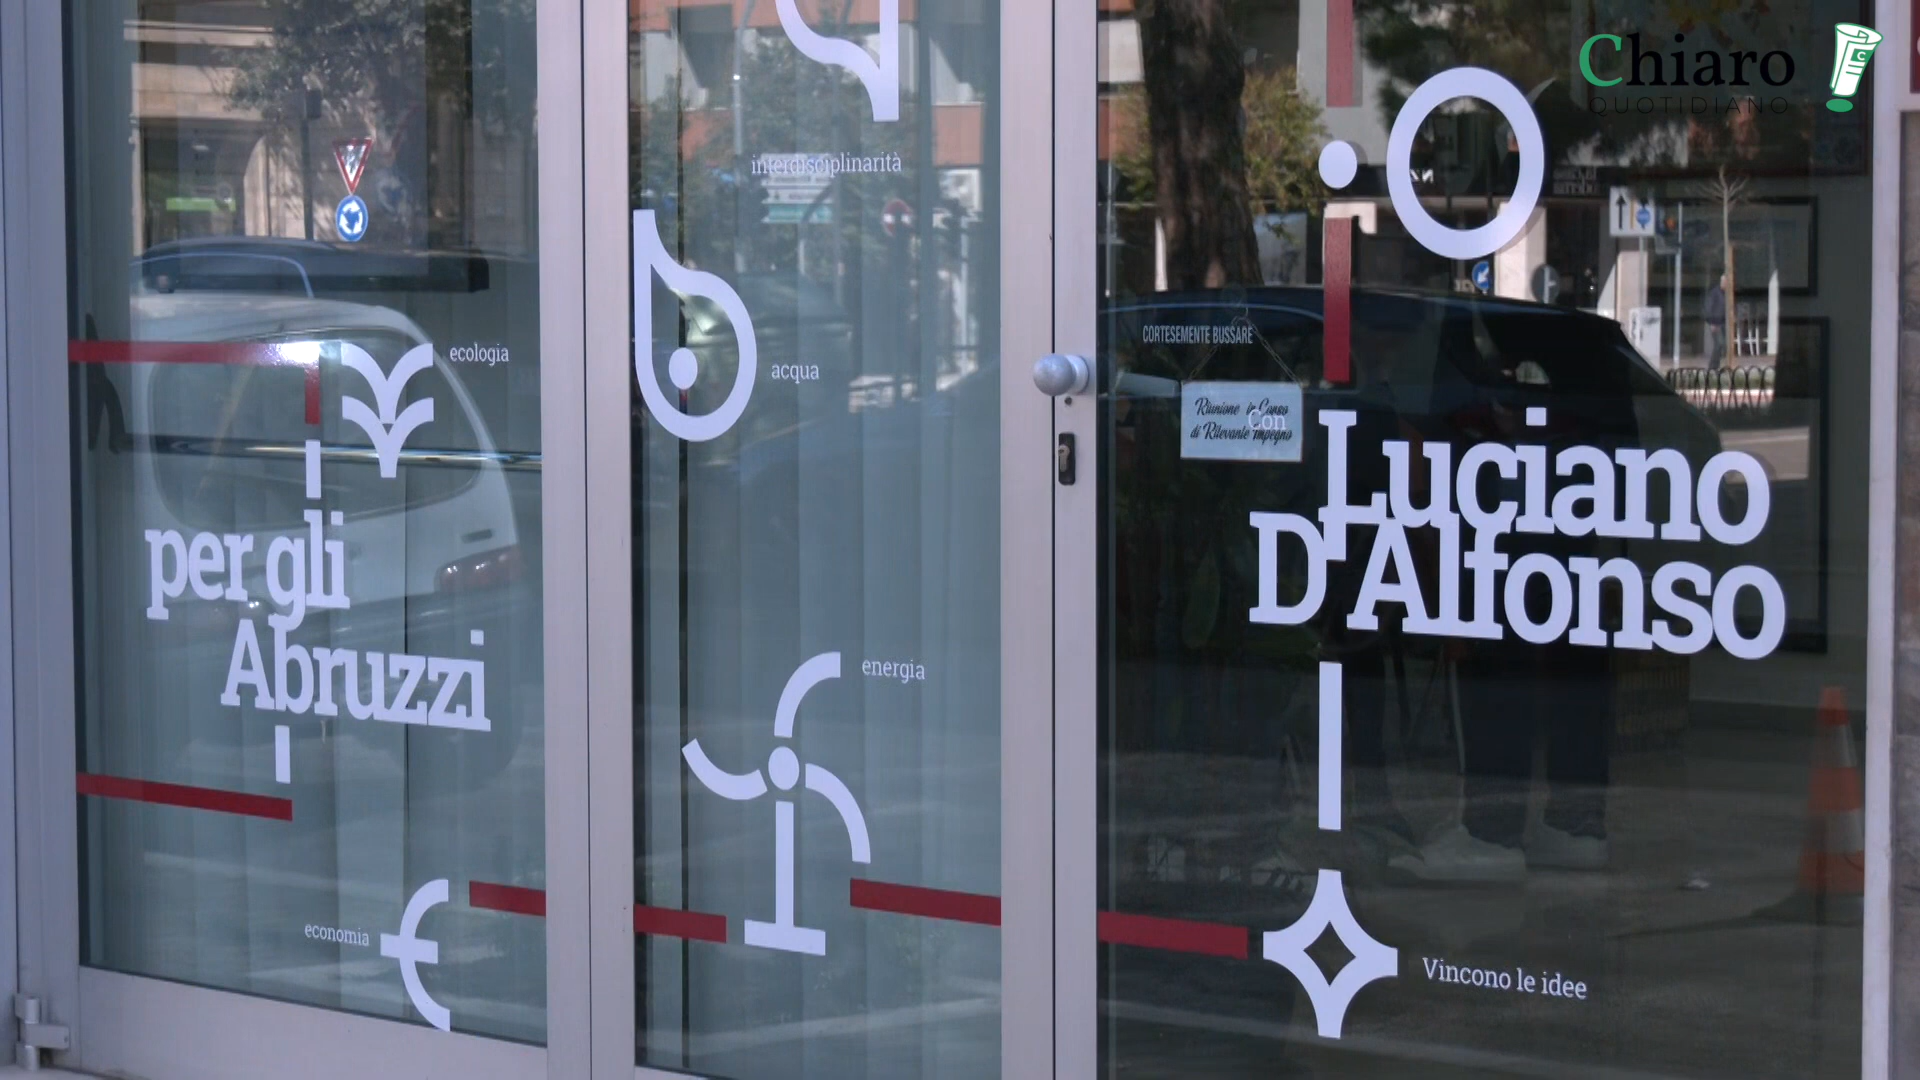 Chiaro
QUOTIDIANO
interdisciplinarità
ecologia
acqua
per gli
Abruzzi
energia
economia
€
CORTESEMENTE BUSSARE
Riunione in Corso
di Rilevante Impegno
Con
Luciano
D'Alfonso
Vincono le idee